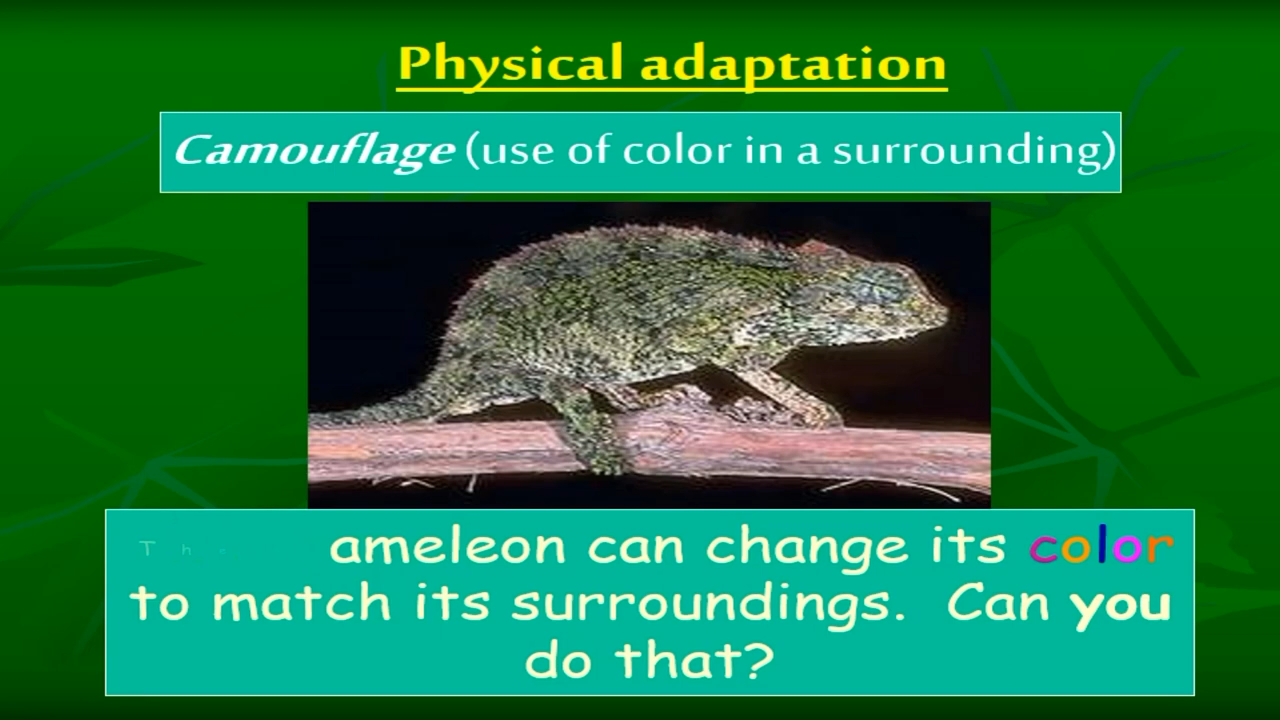 Physical adaptation
Camouflage (use of color in a surrounding)
ameleon can change its color
to match its surroundings. Can you
do that?